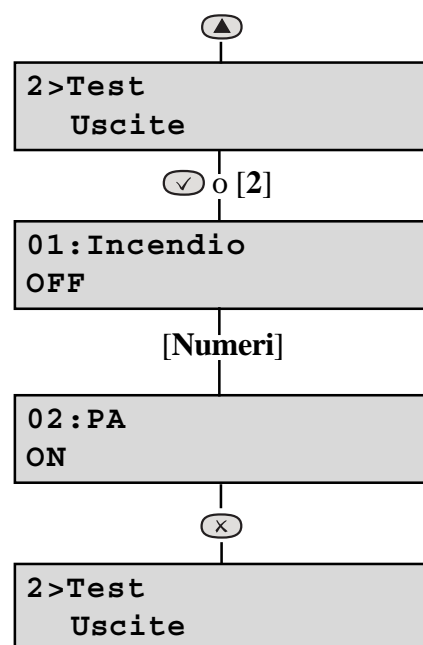 2>Test
Uscite
o [2]
01:Incendio
OFF
[Numeri]
02:PA
ON
2>Test
Uscite